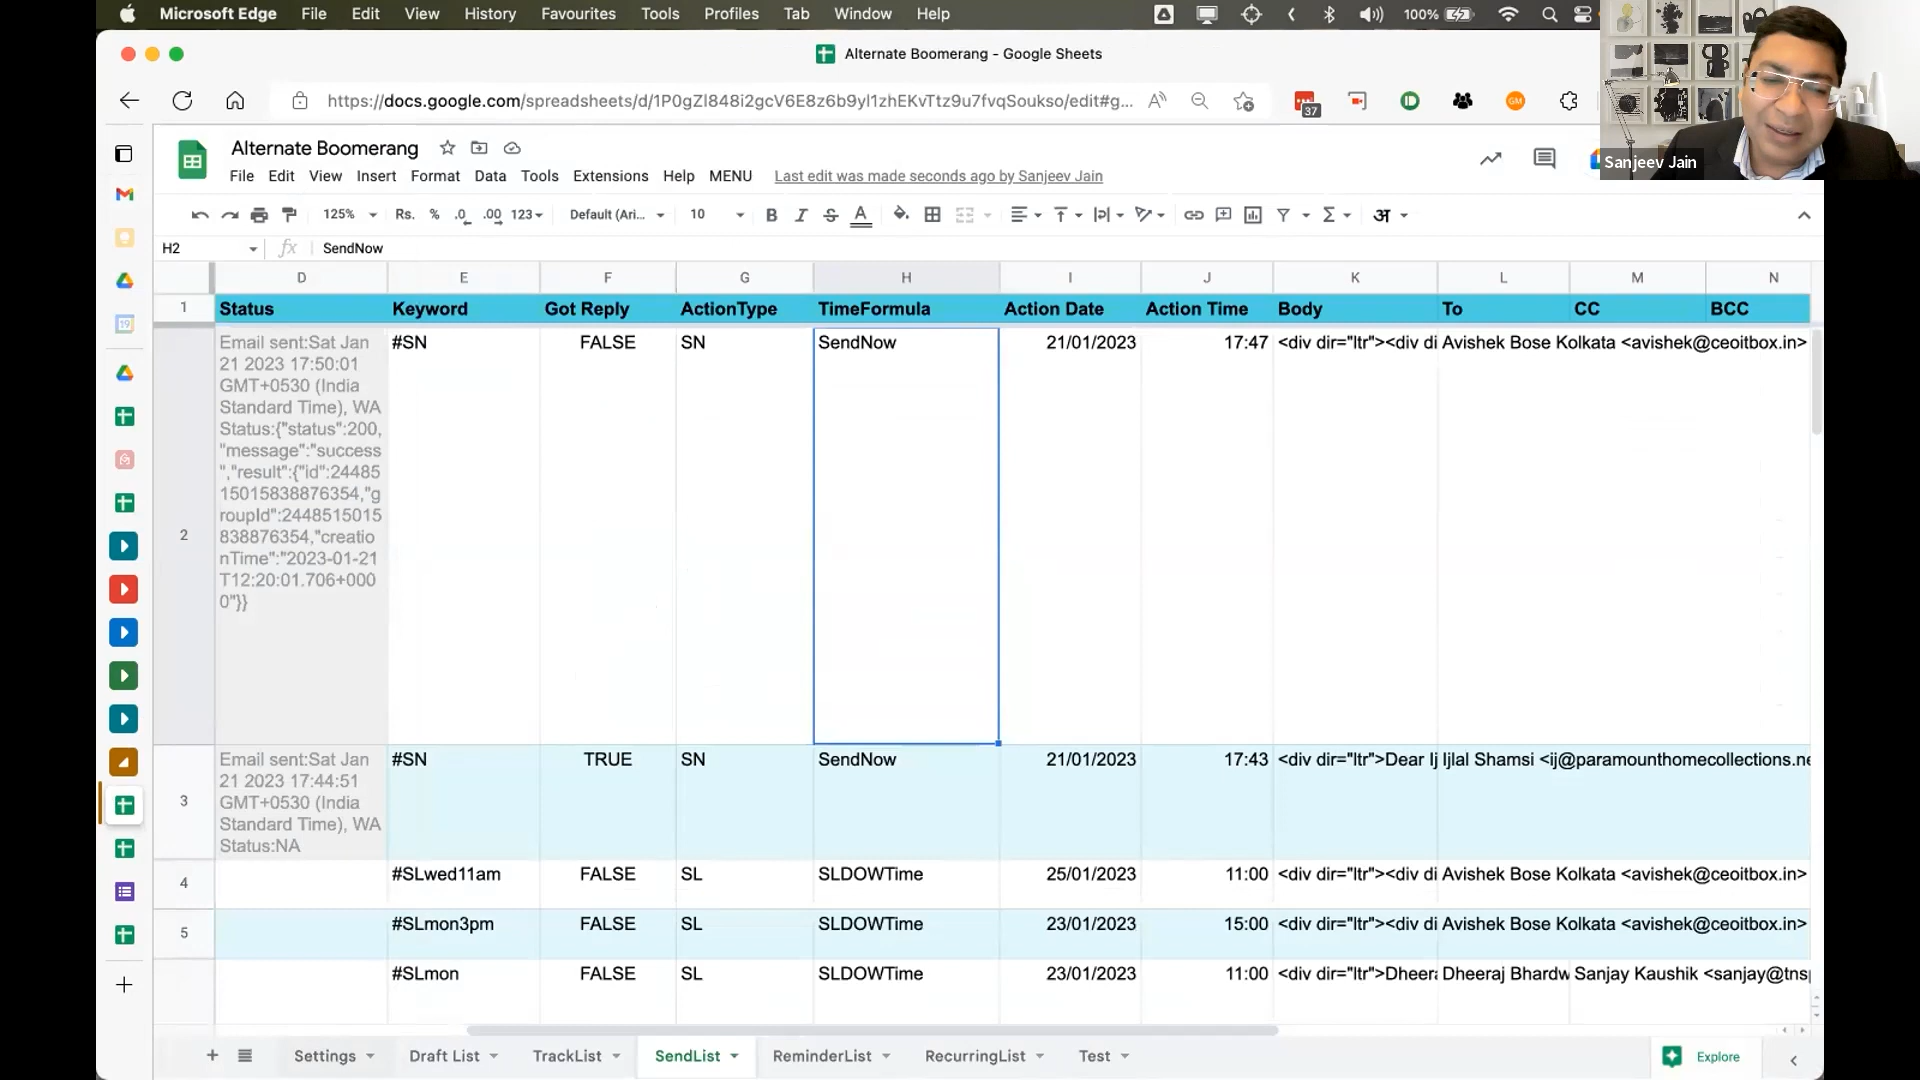 Microsoft Edge File Edit View History Favourites Tools Profiles Tab Window Help 100%
Alternate Boomerang - Google Sheets
https://docs.google.com/spreadsheets/d/1P0gZl848i2gcV6E8z6b9yl1zhEKvTtz9u7fvqSoukso/edit#g... 37 GM
Sanjeev Jain
Alternate Boomerang
File Edit View Insert Format Data Tools Extensions Help MENU Last edit was made seconds ago by Sanjeev Jain
125% Rs. % .0 .00 123 Default (Ari... 10 B I S A Σ अ
H2 fx SendNow
D E F G H I J K L M N
1 Status Keyword Got Reply ActionType TimeFormula Action Date Action Time Body To CC BCC
2 #SN FALSE SN SendNow 21/01/2023 17:47 <div dir="ltr"><div di Avishek Bose Kolkata <avishek@ceoitbox.in>
Email sent:Sat Jan
21 2023 17:50:01
GMT+0530 (India
Standard Time), WA
Status:{"status":200,
"message":"success
","result":{"id":24485
15015838876354,"g
roupId":2448515015
838876354,"creatio
nTime":"2023-01-21
T12:20:01.706+000
0"}}
3 #SN TRUE SN SendNow 21/01/2023 17:43 <div dir="ltr">Dear Ij Ijlal Shamsi <ij@paramounthomecollections.ne
Email sent:Sat Jan
21 2023 17:44:51
GMT+0530 (India
Standard Time), WA
Status:NA
4 #SLwed11am FALSE SL SLDOWTime 25/01/2023 11:00 <div dir="ltr"><div di Avishek Bose Kolkata <avishek@ceoitbox.in>
5 #SLmon3pm FALSE SL SLDOWTime 23/01/2023 15:00 <div dir="ltr"><div di Avishek Bose Kolkata <avishek@ceoitbox.in>
#SLmon FALSE SL SLDOWTime 23/01/2023 11:00 <div dir="ltr">Dheera Dheeraj Bhardw Sanjay Kaushik <sanjay@tnsp
Settings Draft List TrackList SendList ReminderList RecurringList Test Explore